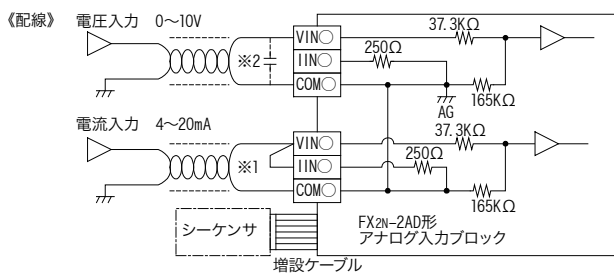 《配線》 電圧入力 0～10V
VIN○
IIN○
COM○
※2
250Ω
37.3KΩ
165KΩ
AG
電流入力 4～20mA
VIN○
IIN○
COM○
※1
250Ω
37.3KΩ
165KΩ
シーケンサ
増設ケーブル
FX2N-2AD形
アナログ入力ブロック